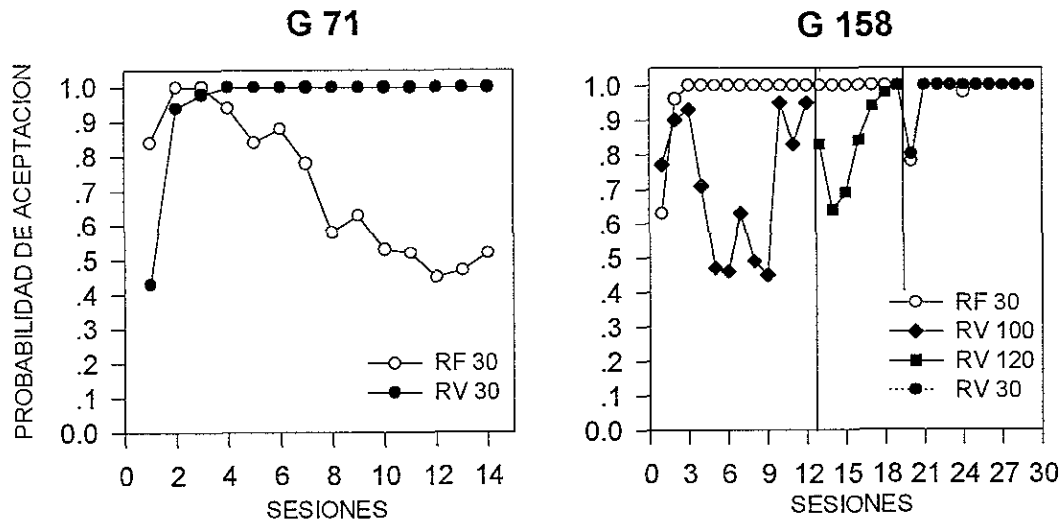 G 71
PROBABILIDAD DE ACEPTACION
1.0
.9
.8
.7
.6
.5
.4
.3
.2
.1
0.0
RF 30
RV 30
0 2 4 6 8 10 12 14
SESIONES
G 158
1.0
.9
.8
.7
.6
.5
.4
.3
.2
.1
0.0
RF 30
RV 100
RV 120
RV 30
0 3 6 9 12 15 18 21 24 27 30
SESIONES